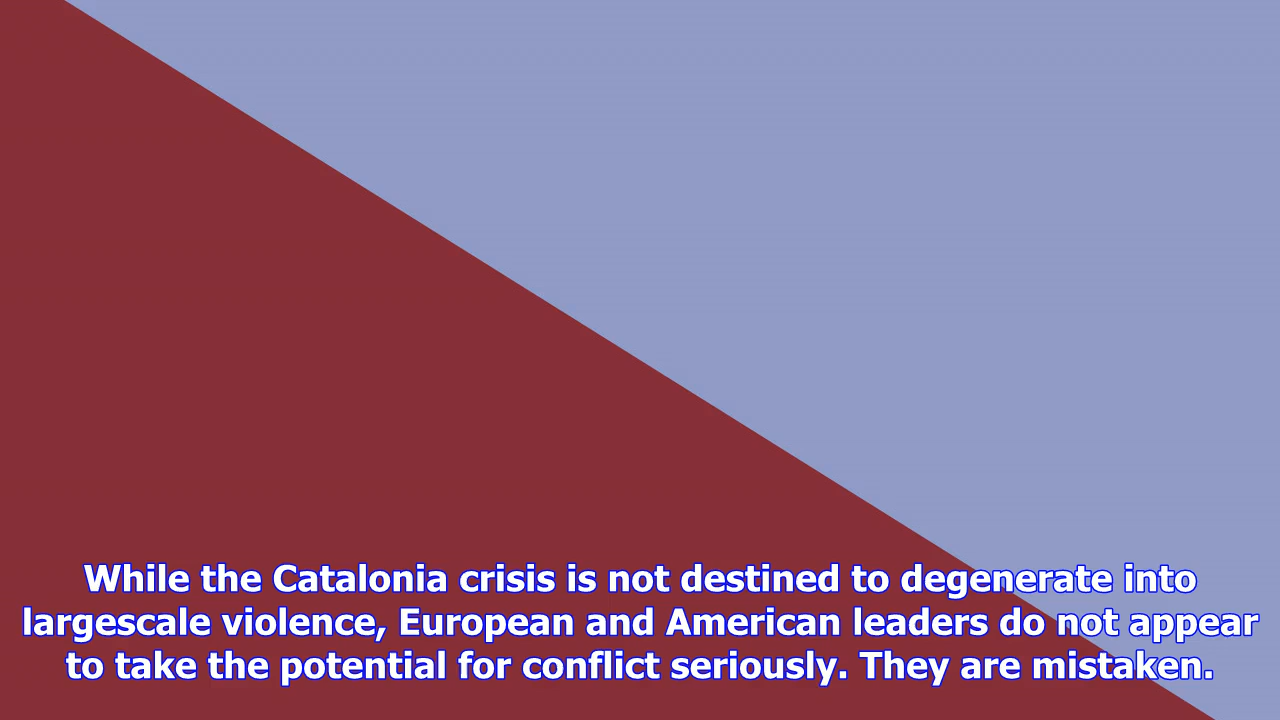 While the Catalonia crisis is not destined to degenerate into
largescale violence, European and American leaders do not appear
to take the potential for conflict seriously. They are mistaken.